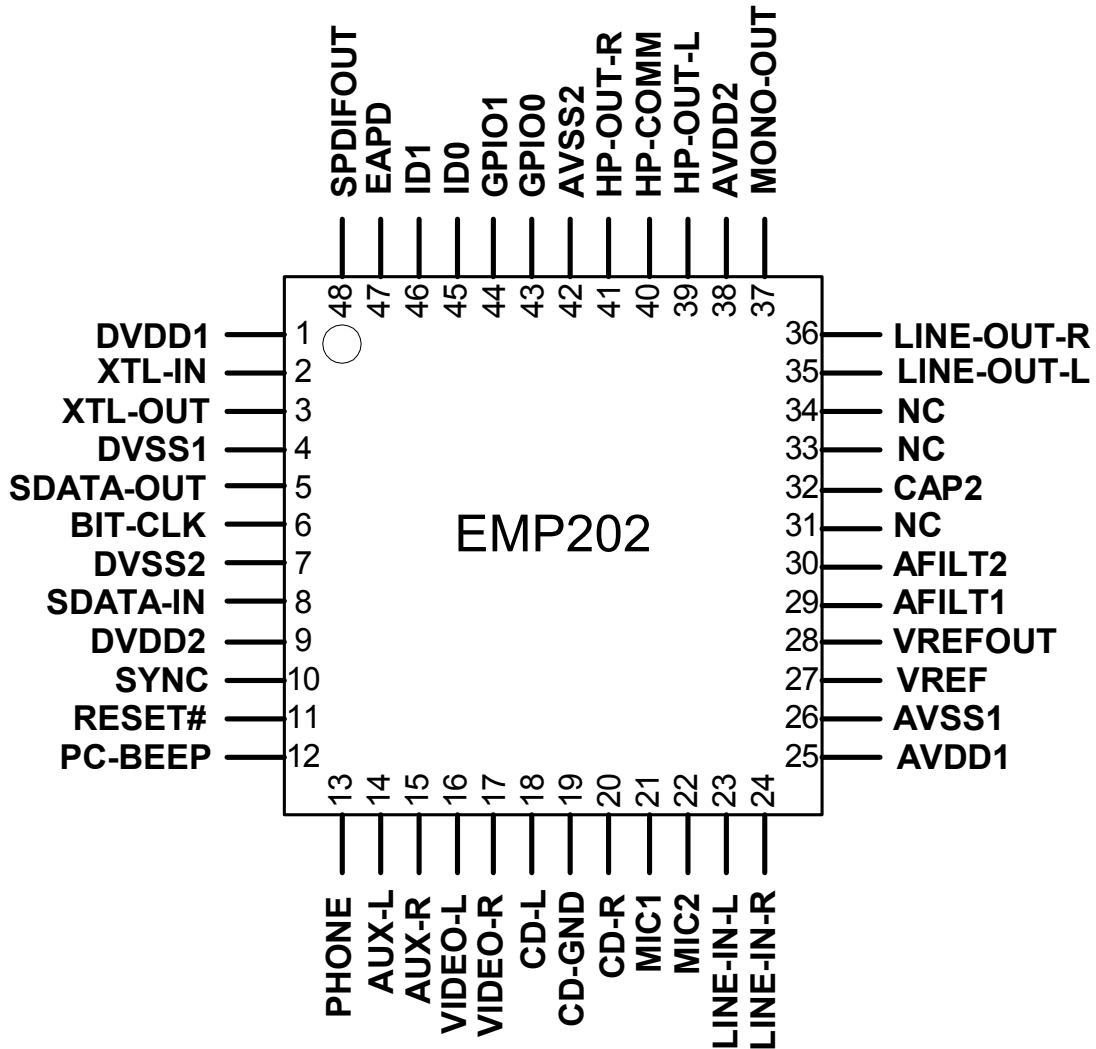 SPDIFOUT
EAPD
ID1
ID0
GPIO1
GPIO0
AVSS2
HP-OUT-R
HP-COMM
HP-OUT-L
AVDD2
MONO-OUT
48
47
46
45
44
43
42
41
40
39
38
37
DVDD1 1
XTL-IN 2
XTL-OUT 3
DVSS1 4
SDATA-OUT 5
BIT-CLK 6
DVSS2 7
SDATA-IN 8
DVDD2 9
SYNC 10
RESET# 11
PC-BEEP 12
EMP202
36 LINE-OUT-R
35 LINE-OUT-L
34 NC
33 NC
32 CAP2
31 NC
30 AFILT2
29 AFILT1
28 VREFOUT
27 VREF
26 AVSS1
25 AVDD1
13
14
15
16
17
18
19
20
21
22
23
24
PHONE
AUX-L
AUX-R
VIDEO-L
VIDEO-R
CD-L
CD-GND
CD-R
MIC1
MIC2
LINE-IN-L
LINE-IN-R